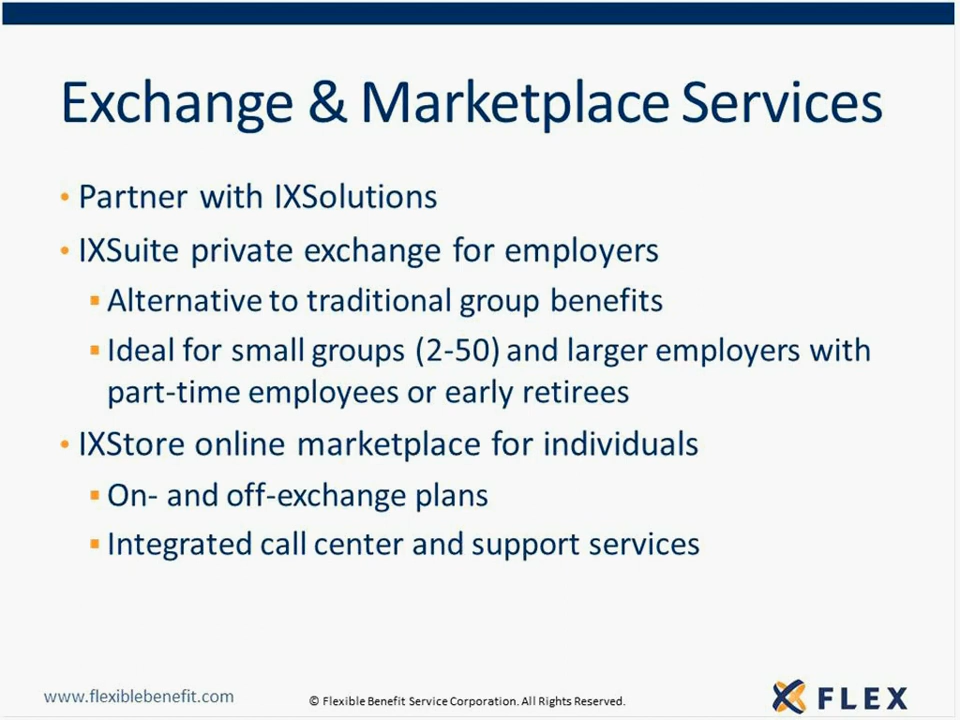 Exchange & Marketplace Services
• Partner with IXSolutions
• IXSuite private exchange for employers
▪ Alternative to traditional group benefits
▪ Ideal for small groups (2-50) and larger employers with
part-time employees or early retirees
• IXStore online marketplace for individuals
▪ On- and off-exchange plans
▪ Integrated call center and support services
www.flexiblebenefit.com
© Flexible Benefit Service Corporation. All Rights Reserved.
FLEX